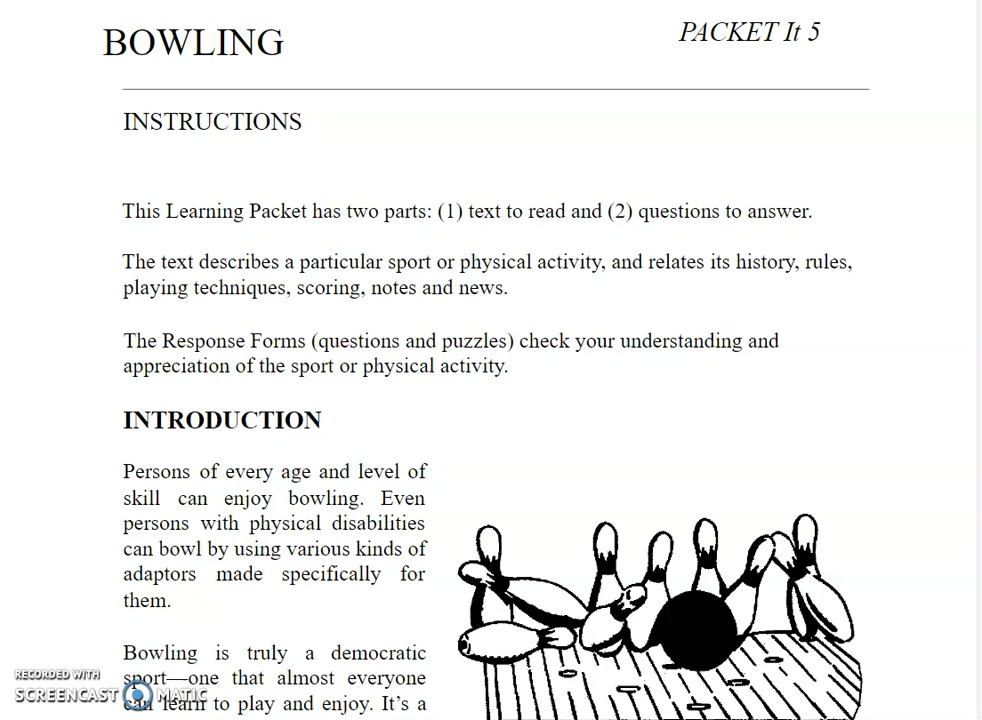 BOWLING
PACKET It 5
INSTRUCTIONS
This Learning Packet has two parts: (1) text to read and (2) questions to answer.
The text describes a particular sport or physical activity, and relates its history, rules,
playing techniques, scoring, notes and news.
The Response Forms (questions and puzzles) check your understanding and
appreciation of the sport or physical activity.
INTRODUCTION
Persons of every age and level of
skill can enjoy bowling. Even
persons with physical disabilities
can bowl by using various kinds of
adaptors made specifically for
them.
Bowling is truly a democratic
sport—one that almost everyone
can learn to play and enjoy. It's a
RECORDED WITH
SCREENCAST MATIC